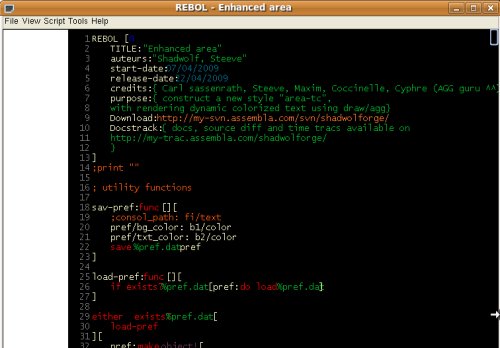 REBOL - Enhanced area
File View Script Tools Help
1 REBOL [
2 TITLE:"Enhanced area"
3 auteurs:"Shadwolf, Steeve"
4 start-date:07/04/2009
5 release-date:22/04/2009
6 credits:{ Carl sassenrath, Steeve, Maxim, Coccinelle, Cyphre (AGG guru ^^)
7 purpose:{ construct a new style "area-tc",
8 with rendering dynamic colorized text using draw/agg}
9 Download:http://my-svn.assembla.com/svn/shadwolforge/
10 Docstrack:{ docs, source diff and time tracs available on
11 http://my-trac.assembla.com/shadwolforge/
12 }
13 ]
14 ;print ""
15
16 ; utility functions
17
18 sav-pref:func[][
19 ;consol_path: fi/text
20 pref/bg_color: b1/color
21 pref/txt_color: b2/color
22 save%pref.datpref
23 ]
24
25 load-pref:func[][
26 if exists?%pref.dat[pref:do load%pref.dat]
27 ]
28
29 either exists%pref.dat[
30 load-pref
31 ][
32 pref:makeobject![